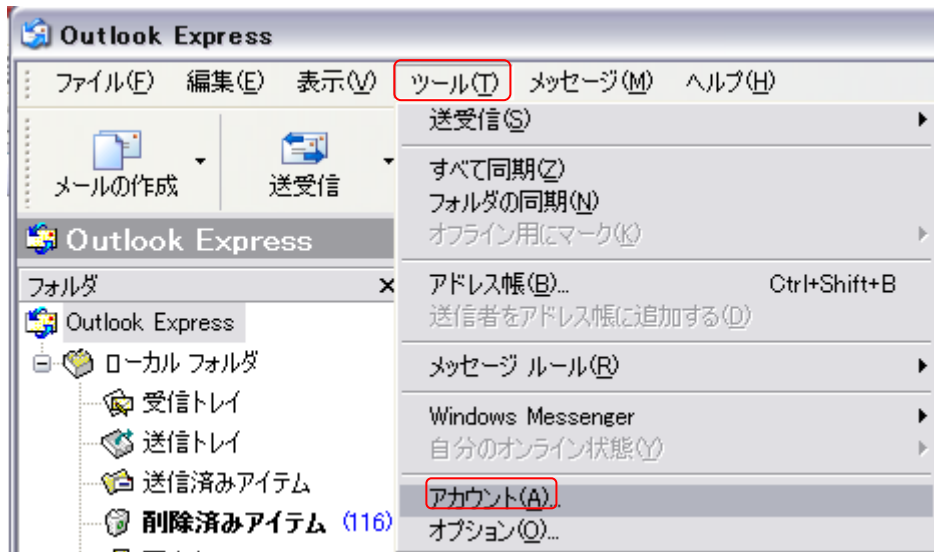 Outlook Express
ファイル(F) 編集(E) 表示(V) ツール(T) メッセージ(M) ヘルプ(H)
メールの作成 送受信
Outlook Express
フォルダ ×
Outlook Express
ローカル フォルダ
受信トレイ
送信トレイ
送信済みアイテム
削除済みアイテム (116)
送受信(S)
すべて同期(Z)
フォルダの同期(N)
オフライン用にマーク(K)
アドレス帳(B)... Ctrl+Shift+B
送信者をアドレス帳に追加する(D)
メッセージ ルール(R)
Windows Messenger
自分のオンライン状態(Y)
アカウント(A)...
オプション(O)...